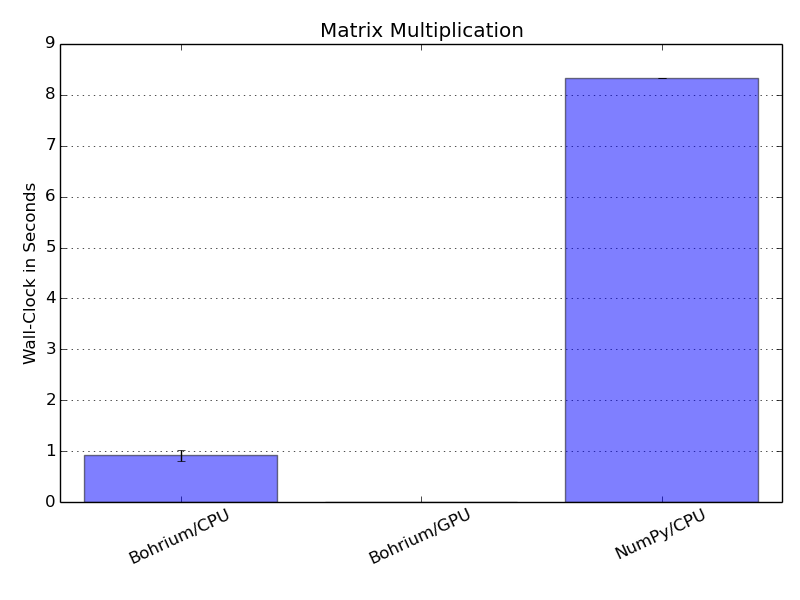 Matrix Multiplication
Wall-Clock in Seconds
9
8
7
6
5
4
3
2
1
0
Bohrium/CPU
Bohrium/GPU
NumPy/CPU